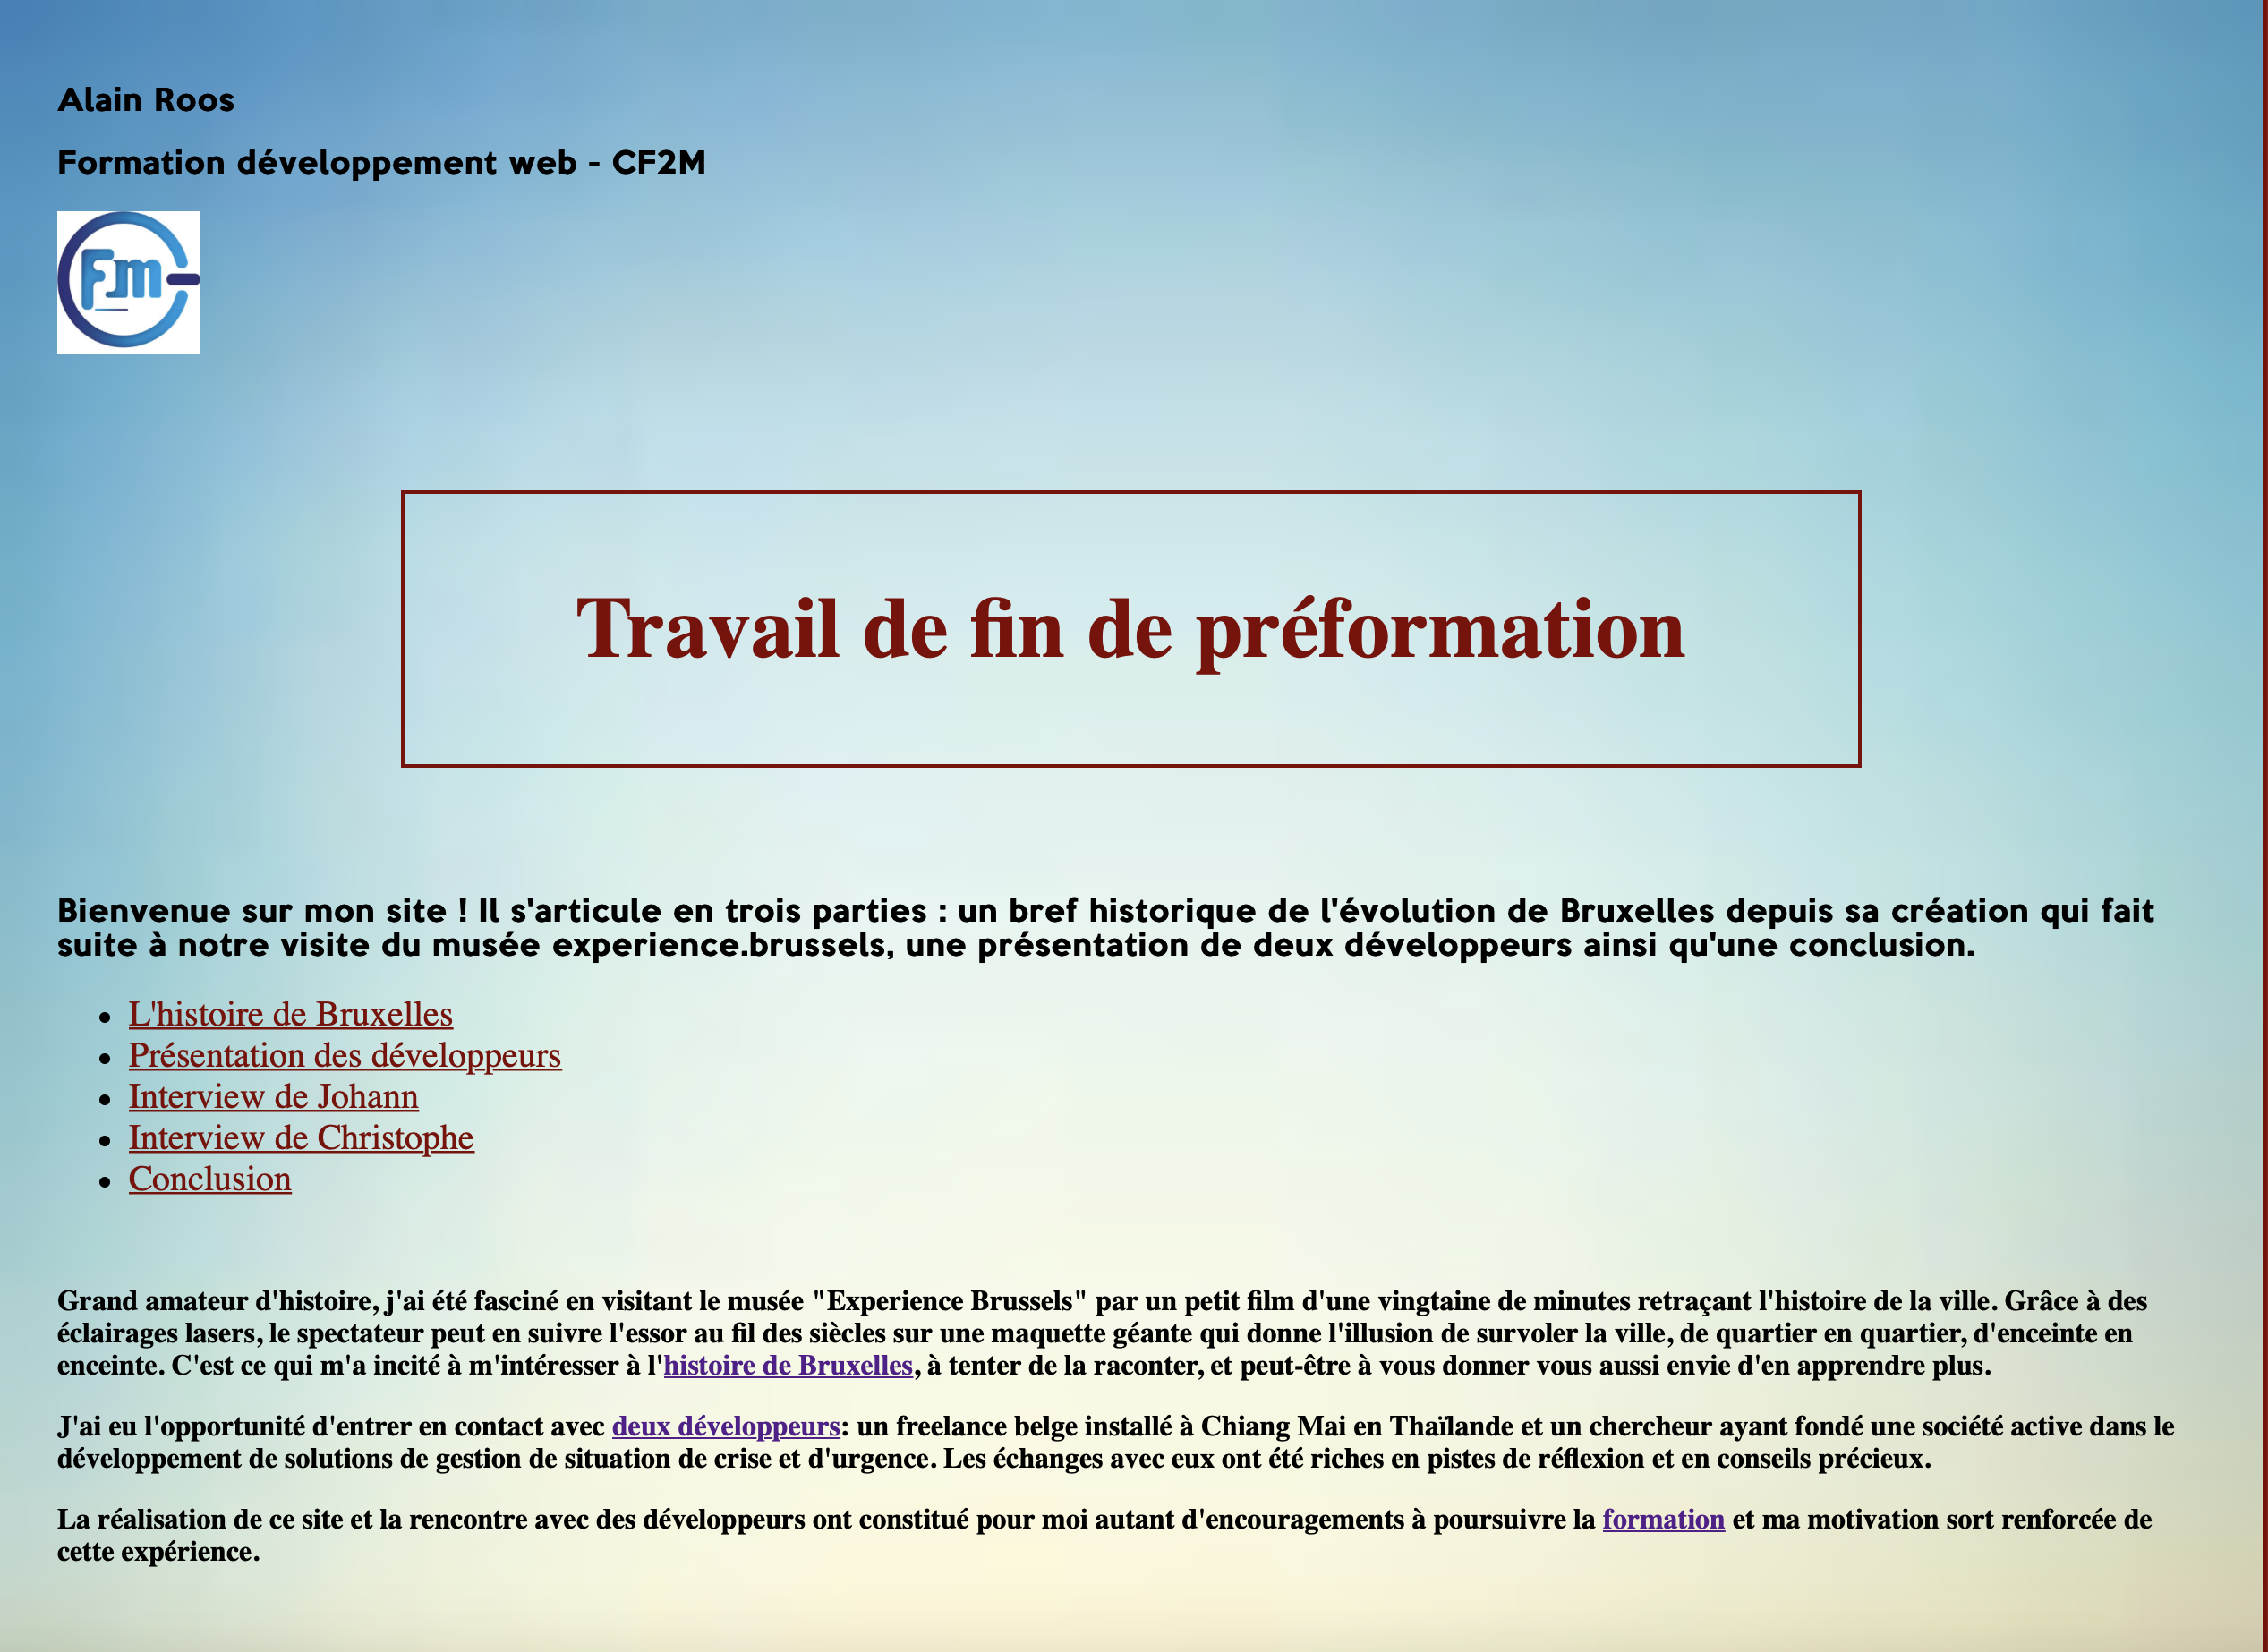 Alain Roos
Formation développement web - CF2M
Fm
Travail de fin de préformation
Bienvenue sur mon site ! Il s'articule en trois parties : un bref historique de l'évolution de Bruxelles depuis sa création qui fait
suite à notre visite du musée experience.brussels, une présentation de deux développeurs ainsi qu'une conclusion.
L'histoire de Bruxelles
Présentation des développeurs
Interview de Johann
Interview de Christophe
Conclusion
Grand amateur d'histoire, j'ai été fasciné en visitant le musée "Experience Brussels" par un petit film d'une vingtaine de minutes retraçant l'histoire de la ville. Grâce à des
éclairages lasers, le spectateur peut en suivre l'essor au fil des siècles sur une maquette géante qui donne l'illusion de survoler la ville, de quartier en quartier, d'enceinte en
enceinte. C'est ce qui m'a incité à m'intéresser à l'histoire de Bruxelles, à tenter de la raconter, et peut-être à vous donner vous aussi envie d'en apprendre plus.
J'ai eu l'opportunité d'entrer en contact avec deux développeurs: un freelance belge installé à Chiang Mai en Thaïlande et un chercheur ayant fondé une société active dans le
développement de solutions de gestion de situation de crise et d'urgence. Les échanges avec eux ont été riches en pistes de réflexion et en conseils précieux.
La réalisation de ce site et la rencontre avec des développeurs ont constitué pour moi autant d'encouragements à poursuivre la formation et ma motivation sort renforcée de
cette expérience.